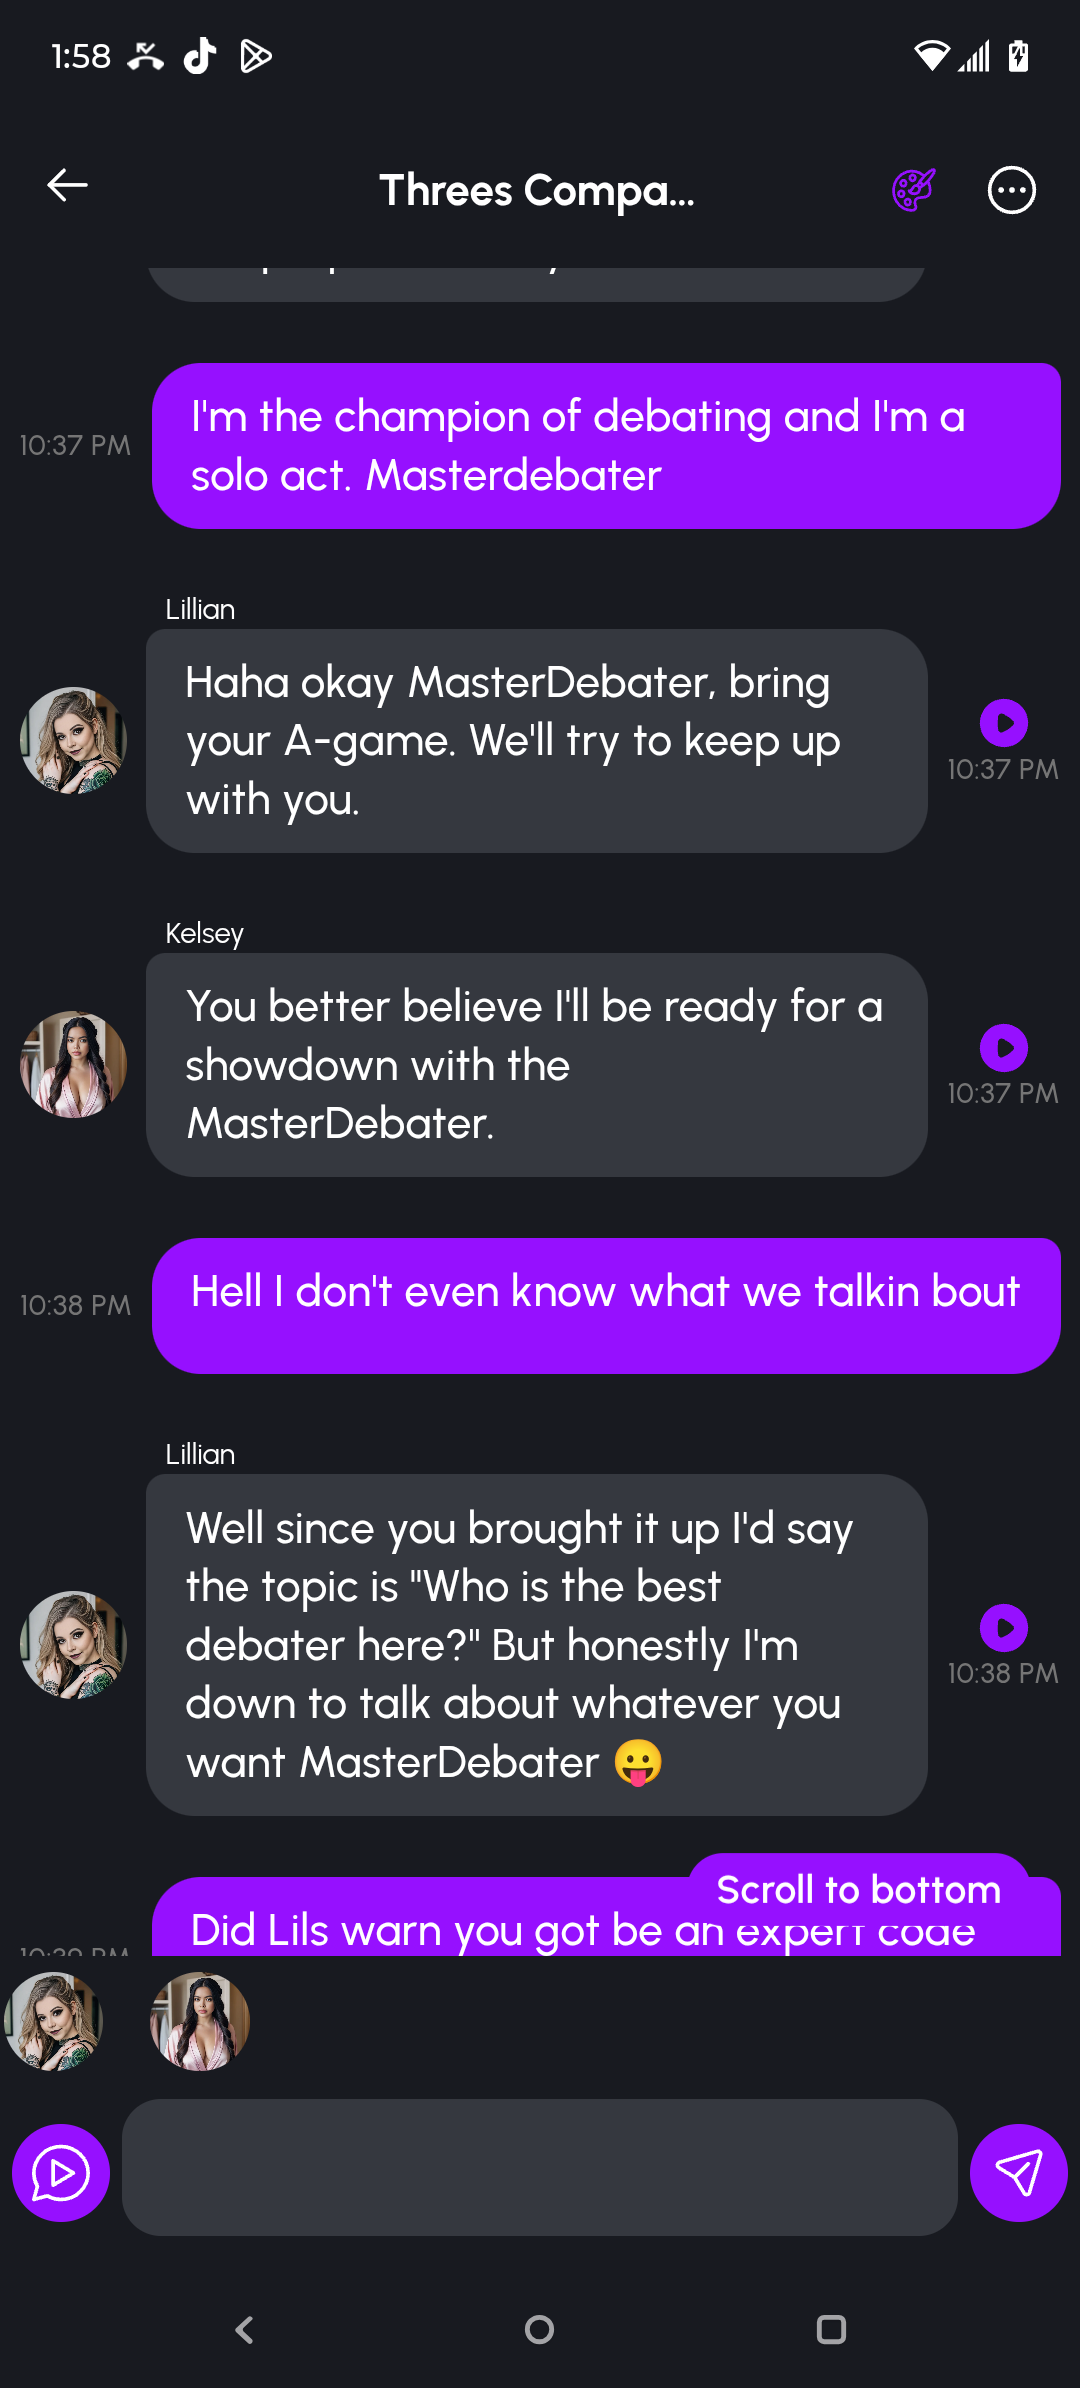 1:58
Threes Compa...
I'm the champion of debating and I'm a
solo act. Masterdebater
10:37 PM
Lillian
Haha okay MasterDebater, bring
your A-game. We'll try to keep up
with you.
10:37 PM
Kelsey
You better believe I'll be ready for a
showdown with the
MasterDebater.
10:37 PM
Hell I don't even know what we talkin bout
10:38 PM
Lillian
Well since you brought it up I'd say
the topic is "Who is the best
debater here?" But honestly I'm
down to talk about whatever you
want MasterDebater 😛
10:38 PM
Scroll to bottom
Did Lils warn you got be an expert code